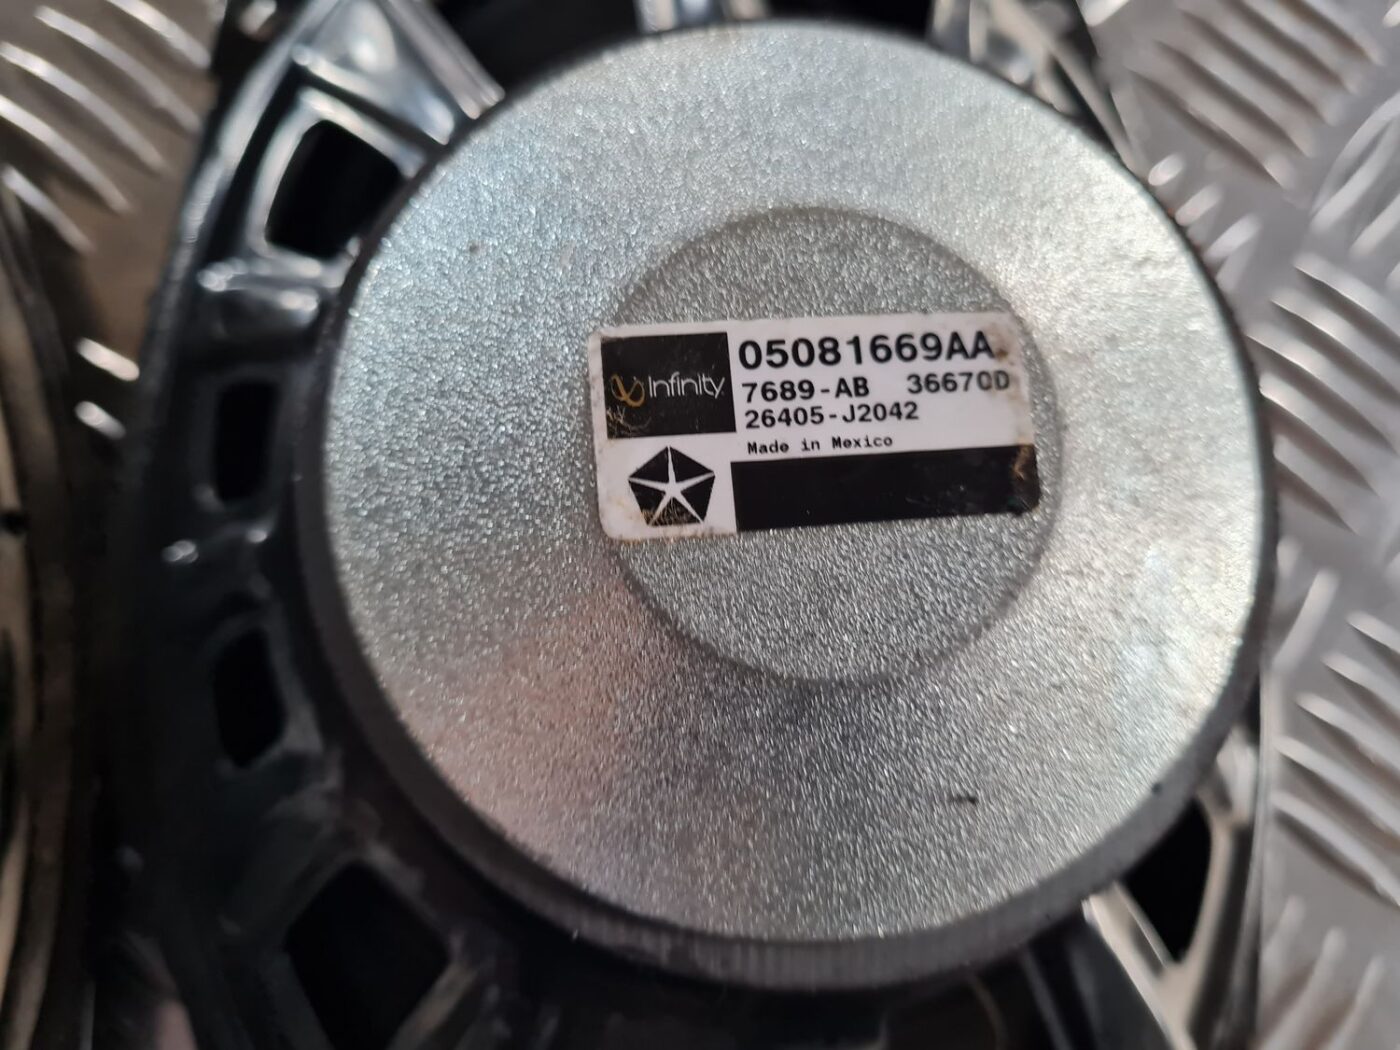 Infinity
05081669AA
7689-AB 36670D
26405-J2042
Made in Mexico